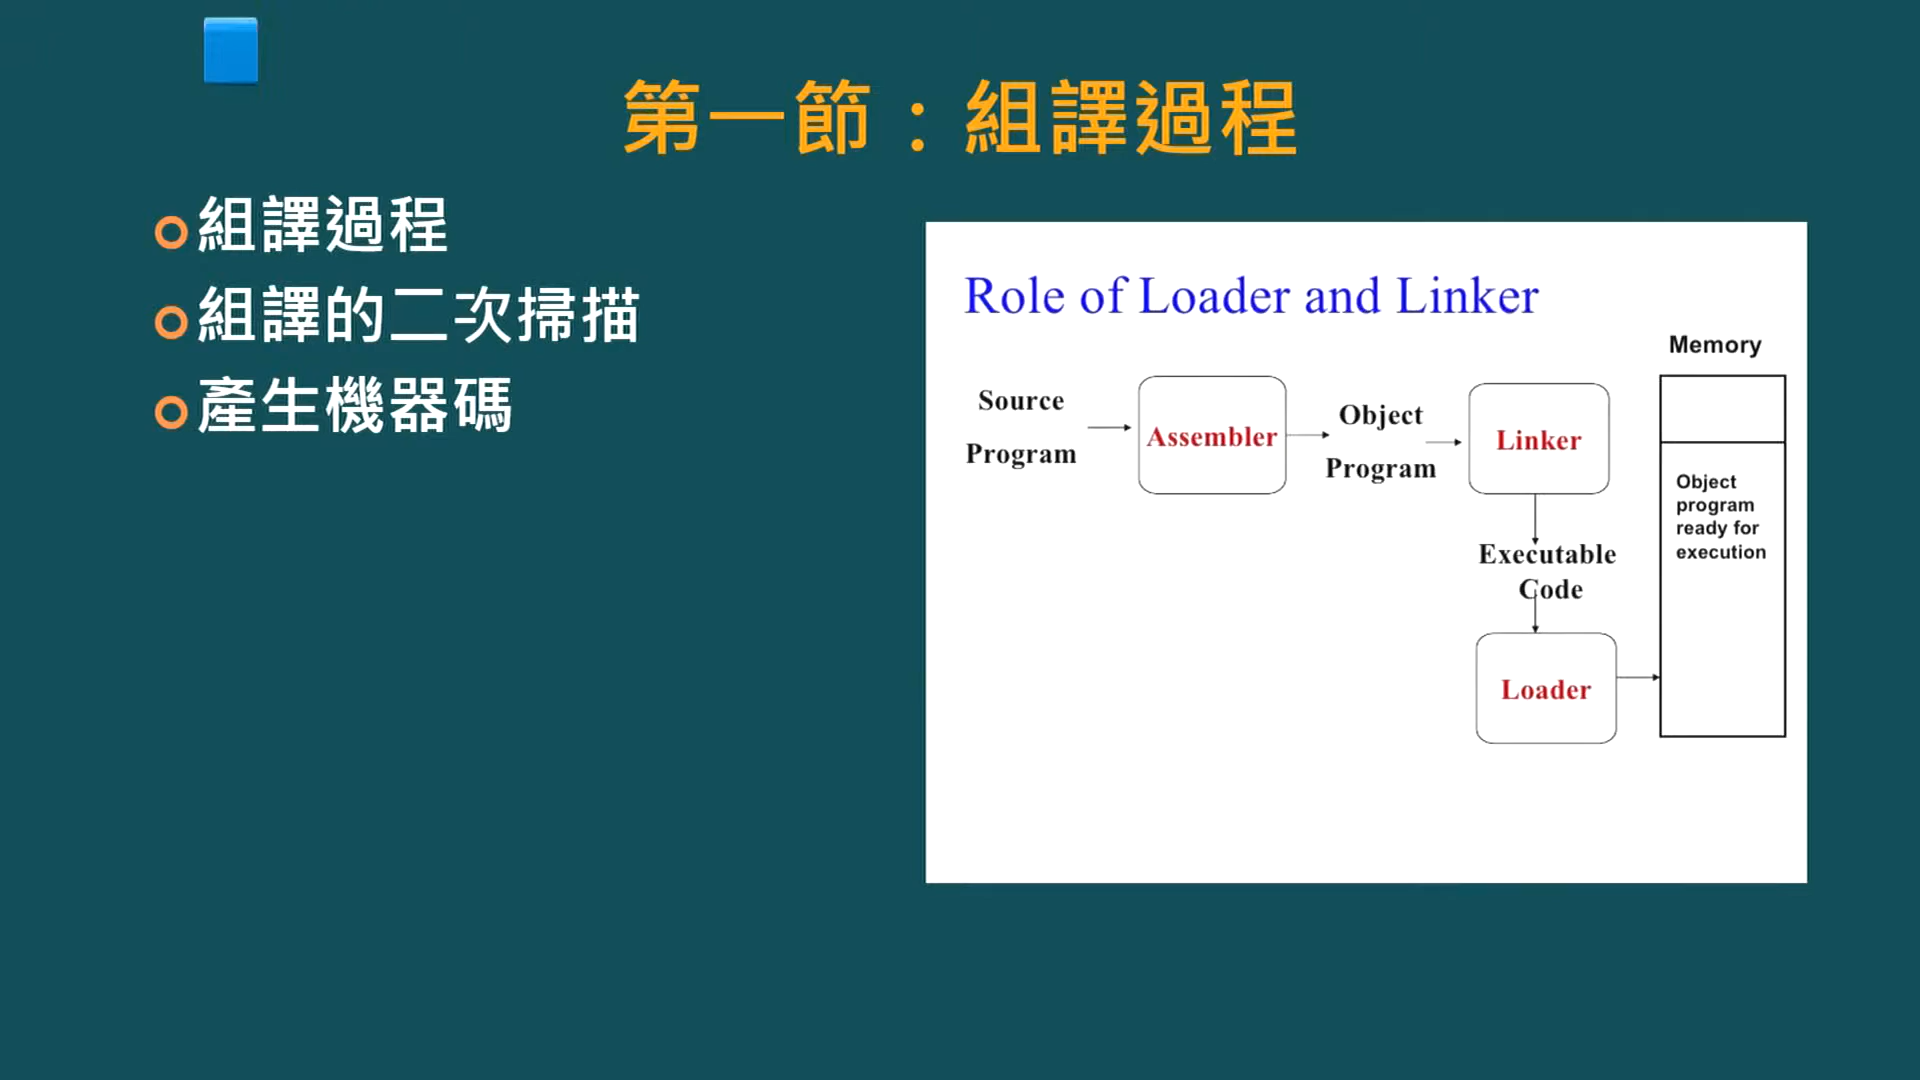 第一節：組譯過程
組譯過程
組譯的二次掃描
產生機器碼
Role of Loader and Linker
Memory
Source
Program
Assembler
Object
Program
Linker
Object
program
ready for
execution
Executable
Code
Loader